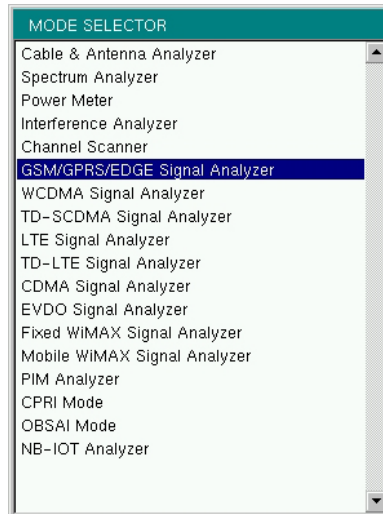 MODE SELECTOR
Cable & Antenna Analyzer
Spectrum Analyzer
Power Meter
Interference Analyzer
Channel Scanner
GSM/GPRS/EDGE Signal Analyzer
WCDMA Signal Analyzer
TD-SCDMA Signal Analyzer
LTE Signal Analyzer
TD-LTE Signal Analyzer
CDMA Signal Analyzer
EVDO Signal Analyzer
Fixed WiMAX Signal Analyzer
Mobile WiMAX Signal Analyzer
PIM Analyzer
CPRI Mode
OBSAI Mode
NB-IOT Analyzer